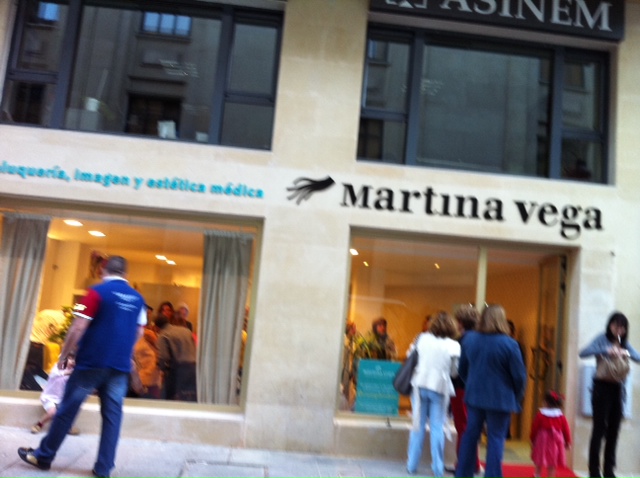 ASINEM
luquería, imagen y estética médica
Martina vega